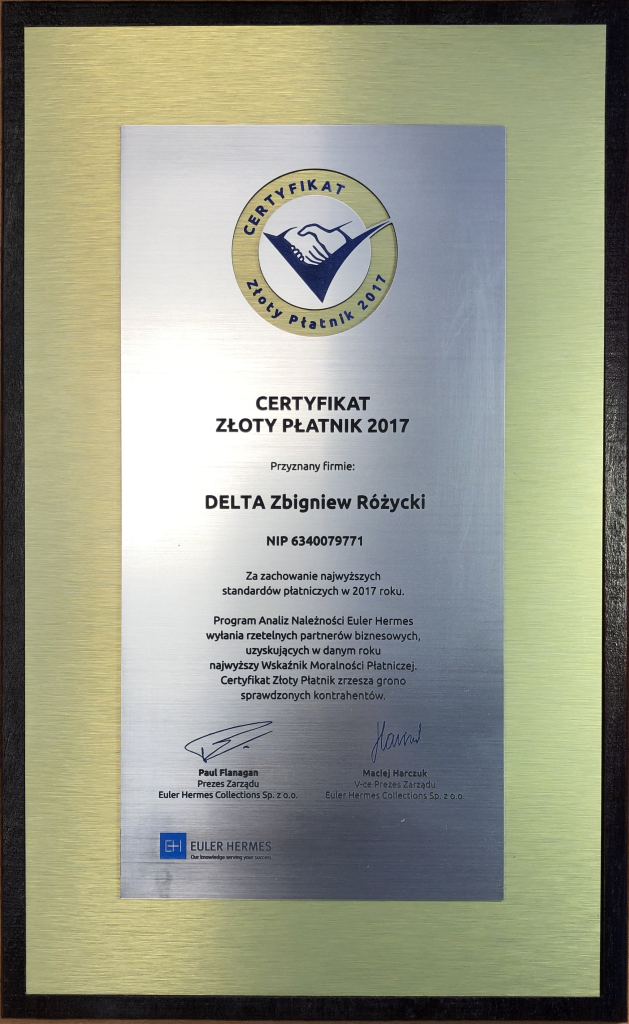 CERTYFIKAT
Złoty Płatnik 2017
CERTYFIKAT
ZŁOTY PŁATNIK 2017
Przyznany firmie:
DELTA Zbigniew Różycki
NIP 6340079771
Za zachowanie najwyższych
standardów płatniczych w 2017 roku.
Program Analiz Należności Euler Hermes
wyłania rzetelnych partnerów biznesowych,
uzyskujących w danym roku
najwyższy Wskaźnik Moralności Płatniczej.
Certyfikat Złoty Płatnik zrzesza grono
sprawdzonych kontrahentów.
Paul Flanagan
Prezes Zarządu
Euler Hermes Collections Sp. z o.o.
Maciej Harczuk
V-ce Prezes Zarządu
Euler Hermes Collections Sp. z o.o.
EH EULER HERMES
Our knowledge serving your success